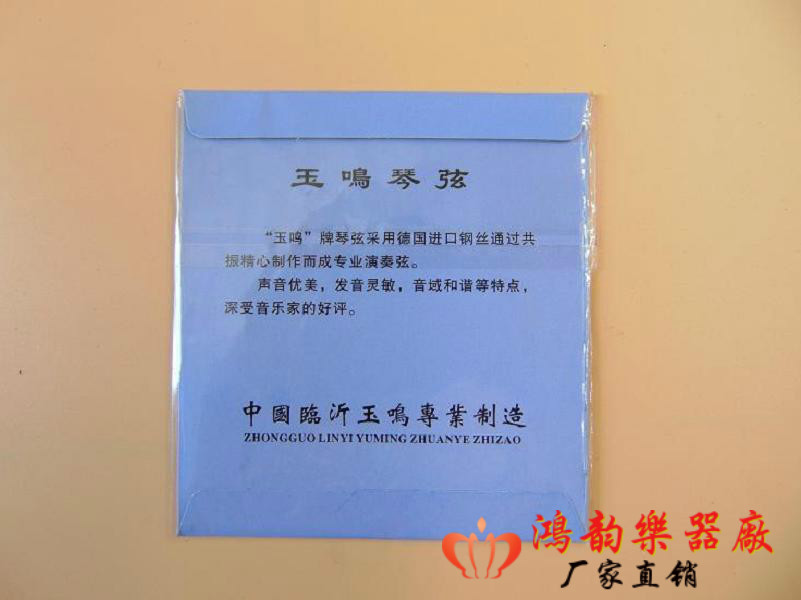 玉鳴琴弦
“玉鸣”牌琴弦采用德国进口钢丝通过共
振精心制作而成专业演奏弦。
声音优美，发音灵敏，音域和谐等特点，
深受音乐家的好评。
中國臨沂玉鳴專業制造
ZHONGGUO LINYI YUMING ZHUANYE ZHIZAO
鴻韵樂器廠
厂家直销